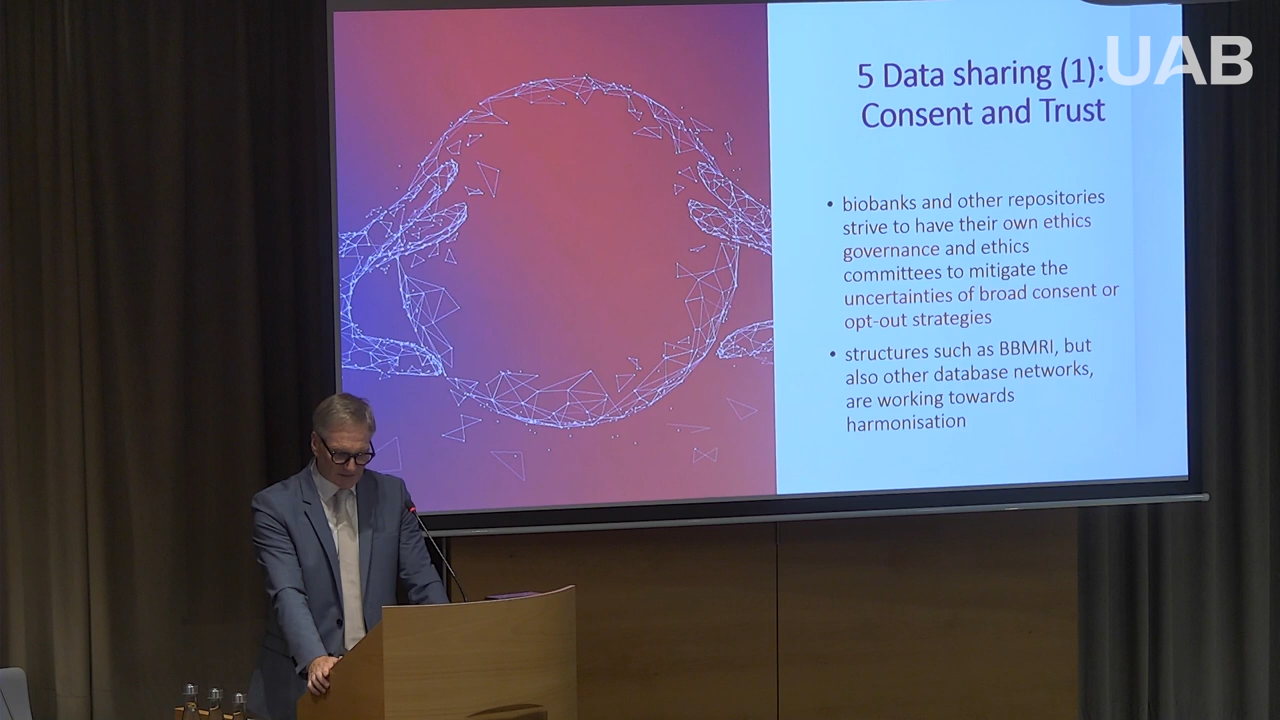 UAB
5 Data sharing (1):
Consent and Trust
• biobanks and other repositories
strive to have their own ethics
governance and ethics
committees to mitigate the
uncertainties of broad consent or
opt-out strategies
• structures such as BBMRI, but
also other database networks,
are working towards
harmonisation